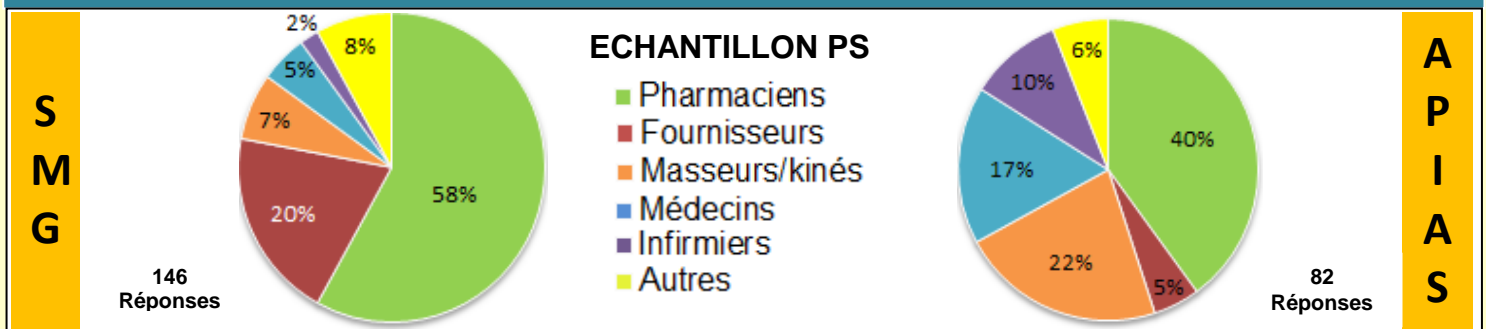 S
M
G
2%
8%
5%
7%
20%
58%
146
Réponses
ECHANTILLON PS
Pharmaciens
Fournisseurs
Masseurs/kinés
Médecins
Infirmiers
Autres
6%
10%
40%
17%
22%
5%
82
Réponses
A
P
I
A
S